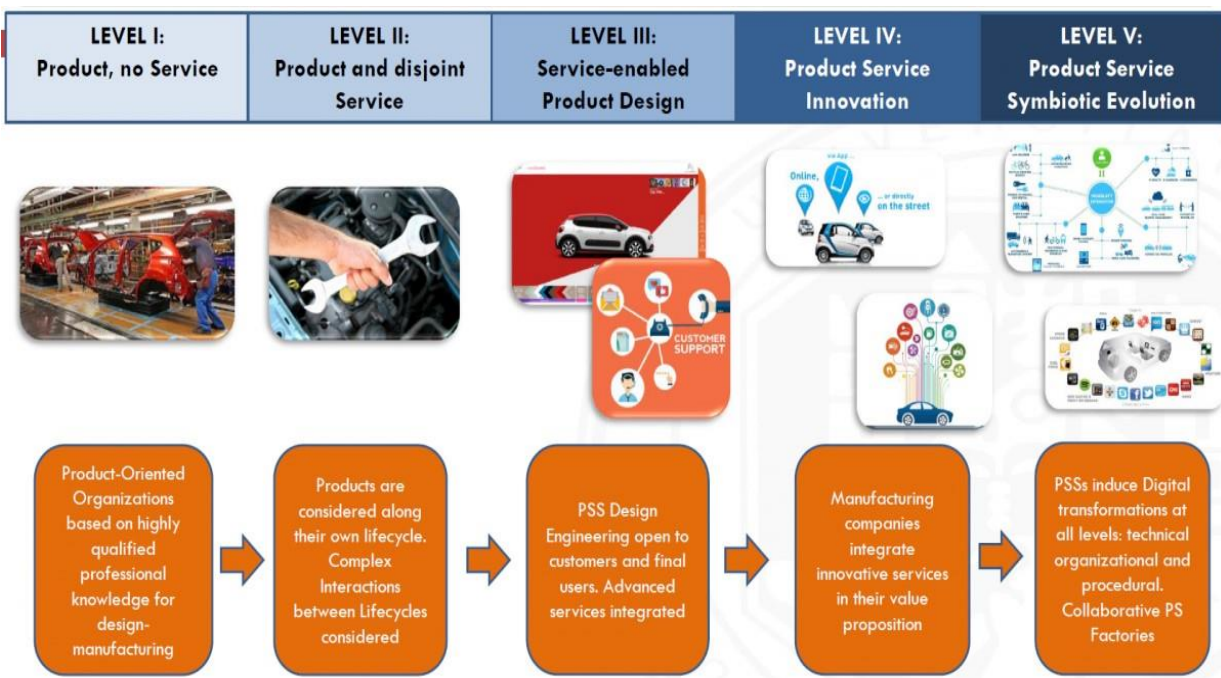 LEVEL I:
Product, no Service
LEVEL II:
Product and disjoint
Service
LEVEL III:
Service-enabled
Product Design
LEVEL IV:
Product Service
Innovation
LEVEL V:
Product Service
Symbiotic Evolution
CUSTOMER
SUPPORT
via App ...
Online,
... or directly
on the street
Product-Oriented
Organizations
based on highly
qualified
professional
knowledge for
design-
manufacturing
Products are
considered along
their own lifecycle.
Complex
Interactions
between Lifecycles
considered
PSS Design
Engineering open to
customers and final
users. Advanced
services integrated
Manufacturing
companies
integrate
innovative services
in their value
proposition
PSSs induce Digital
transformations at
all levels: technical
organizational and
procedural.
Collaborative PS
Factories